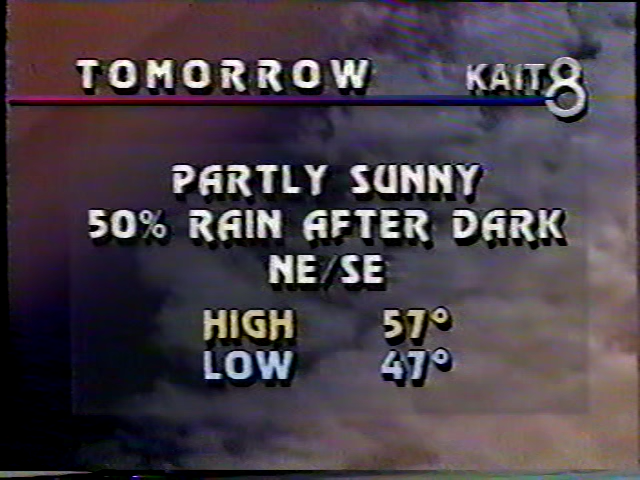 TOMORROW KAIT8
PARTLY SUNNY
50% RAIN AFTER DARK
NE/SE
HIGH 57°
LOW 47°